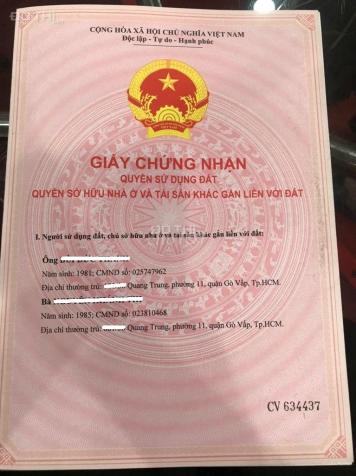 CỘNG HÒA XÃ HỘI CHỦ NGHĨA VIỆT NAM
Độc lập - Tự do - Hạnh phúc
GIẤY CHỨNG NHẬN
QUYỀN SỬ DỤNG ĐẤT
QUYỀN SỞ HỮU NHÀ Ở VÀ TÀI SẢN KHÁC GẮN LIỀN VỚI ĐẤT
I. Người sử dụng đất, chủ sở hữu nhà ở và tài sản khác gắn liền với đất:
Ông
Năm sinh: 1981; CMND số: 025747962
Địa chỉ thường trú: Quang Trung, phường 11, quận Gò Vấp, Tp.HCM.
Bà
Năm sinh: 1985; CMND số: 023810468
Địa chỉ thường trú: Quang Trung, phường 11, quận Gò Vấp, Tp.HCM.
CV 634437